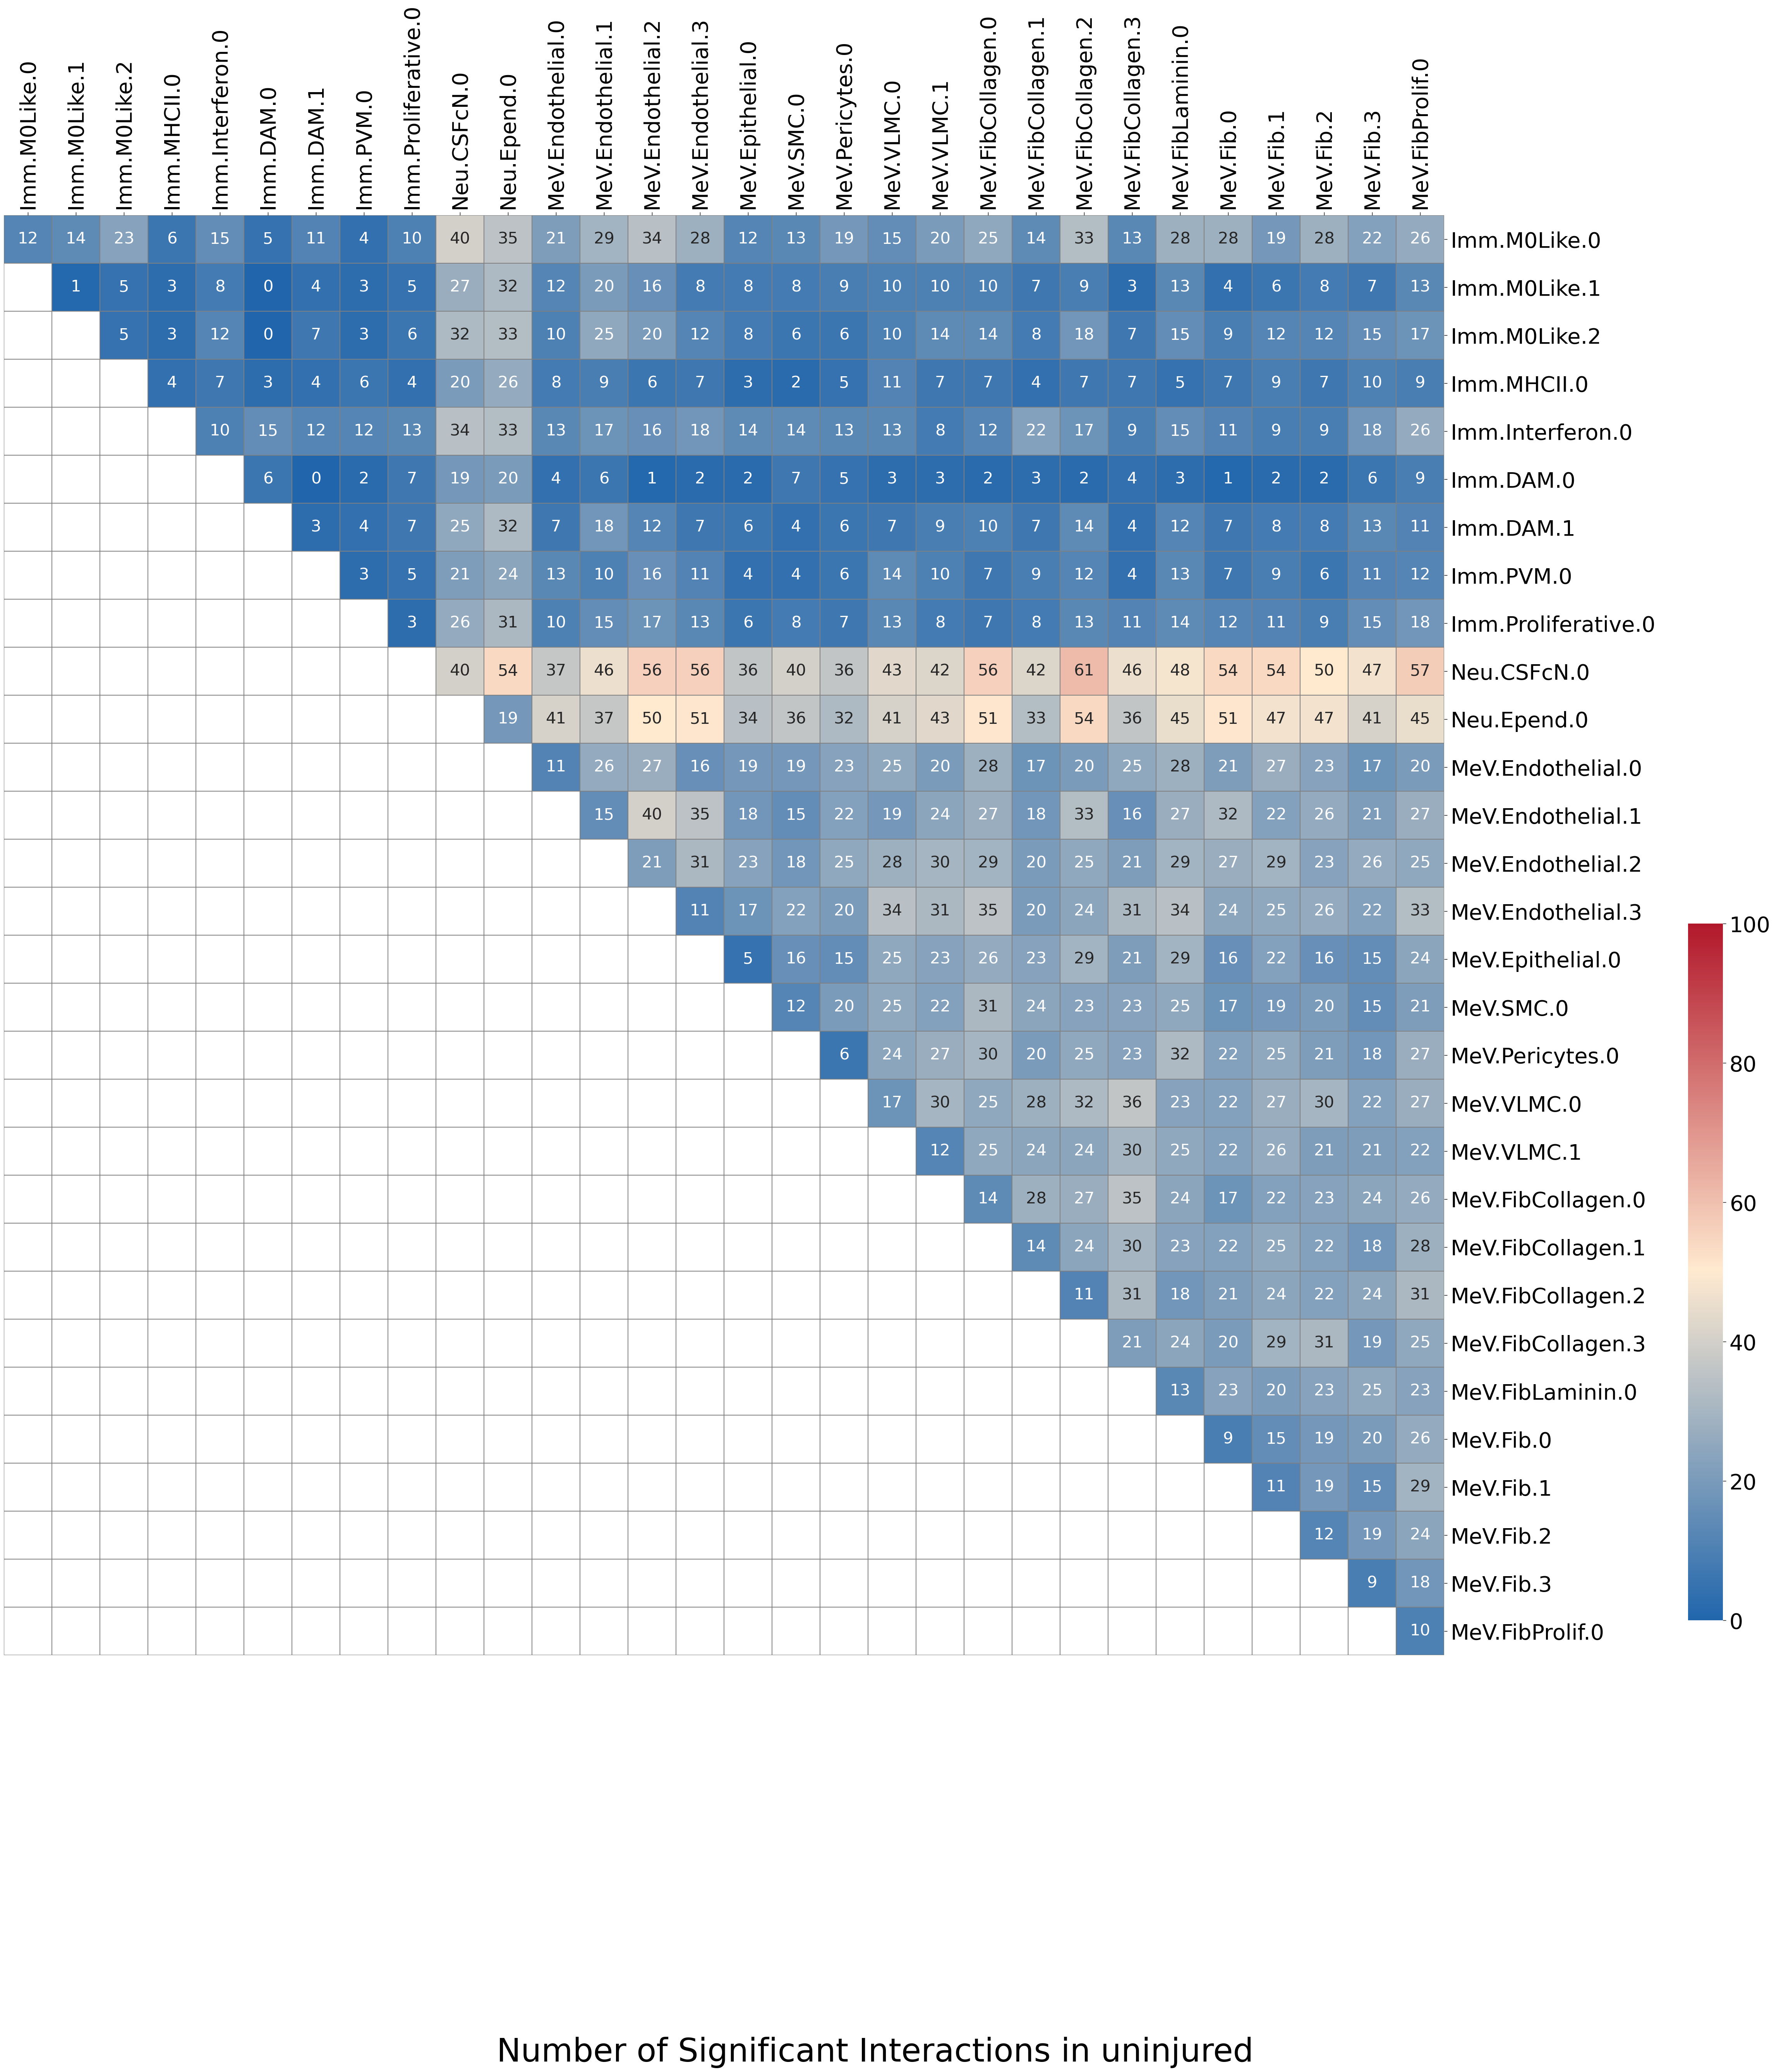 Imm.M0Like.0 Imm.M0Like.1 Imm.M0Like.2 Imm.MHCII.0 Imm.Interferon.0 Imm.DAM.0 Imm.DAM.1 Imm.PVM.0 Imm.Proliferative.0 Neu.CSFcN.0 Neu.Epend.0 MeV.Endothelial.0 MeV.Endothelial.1 MeV.Endothelial.2 MeV.Endothelial.3 MeV.Epithelial.0 MeV.SMC.0 MeV.Pericytes.0 MeV.VLMC.0 MeV.VLMC.1 MeV.FibCollagen.0 MeV.FibCollagen.1 MeV.FibCollagen.2 MeV.FibCollagen.3 MeV.FibLaminin.0 MeV.Fib.0 MeV.Fib.1 MeV.Fib.2 MeV.Fib.3 MeV.FibProlif.0
12 14 23 6 15 5 11 4 10 40 35 21 29 34 28 12 13 19 15 20 25 14 33 13 28 28 19 28 22 26 Imm.M0Like.0
1 5 3 8 0 4 3 5 27 32 12 20 16 8 8 8 9 10 10 10 7 9 3 13 4 6 8 7 13 Imm.M0Like.1
5 3 12 0 7 3 6 32 33 10 25 20 12 8 6 6 10 14 14 8 18 7 15 9 12 12 15 17 Imm.M0Like.2
4 7 3 4 6 4 20 26 8 9 6 7 3 2 5 11 7 7 4 7 7 5 7 9 7 10 9 Imm.MHCII.0
10 15 12 12 13 34 33 13 17 16 18 14 14 13 13 8 12 22 17 9 15 11 9 9 18 26 Imm.Interferon.0
6 0 2 7 19 20 4 6 1 2 2 7 5 3 3 2 3 2 4 3 1 2 2 6 9 Imm.DAM.0
3 4 7 25 32 7 18 12 7 6 4 6 7 9 10 7 14 4 12 7 8 8 13 11 Imm.DAM.1
3 5 21 24 13 10 16 11 4 4 6 14 10 7 9 12 4 13 7 9 6 11 12 Imm.PVM.0
3 26 31 10 15 17 13 6 8 7 13 8 7 8 13 11 14 12 11 9 15 18 Imm.Proliferative.0
40 54 37 46 56 56 36 40 36 43 42 56 42 61 46 48 54 54 50 47 57 Neu.CSFcN.0
19 41 37 50 51 34 36 32 41 43 51 33 54 36 45 51 47 47 41 45 Neu.Epend.0
11 26 27 16 19 19 23 25 20 28 17 20 25 28 21 27 23 17 20 MeV.Endothelial.0
15 40 35 18 15 22 19 24 27 18 33 16 27 32 22 26 21 27 MeV.Endothelial.1
21 31 23 18 25 28 30 29 20 25 21 29 27 29 23 26 25 MeV.Endothelial.2
11 17 22 20 34 31 35 20 24 31 34 24 25 26 22 33 MeV.Endothelial.3
5 16 15 25 23 26 23 29 21 29 16 22 16 15 24 MeV.Epithelial.0
12 20 25 22 31 24 23 23 25 17 19 20 15 21 MeV.SMC.0
6 24 27 30 20 25 23 32 22 25 21 18 27 MeV.Pericytes.0
17 30 25 28 32 36 23 22 27 30 22 27 MeV.VLMC.0
12 25 24 24 30 25 22 26 21 21 22 MeV.VLMC.1
14 28 27 35 24 17 22 23 24 26 MeV.FibCollagen.0
14 24 30 23 22 25 22 18 28 MeV.FibCollagen.1
11 31 18 21 24 22 24 31 MeV.FibCollagen.2
21 24 20 29 31 19 25 MeV.FibCollagen.3
13 23 20 23 25 23 MeV.FibLaminin.0
9 15 19 20 26 MeV.Fib.0
11 19 15 29 MeV.Fib.1
12 19 24 MeV.Fib.2
9 18 MeV.Fib.3
10 MeV.FibProlif.0
100
80
60
40
20
0
Number of Significant Interactions in uninjured